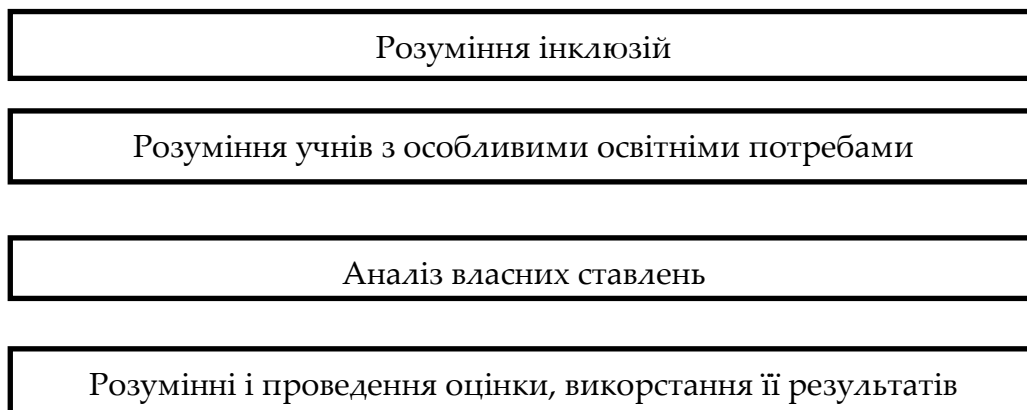 Розуміння інклюзій
Розуміння учнів з особливими освітніми потребами
Аналіз власних ставлень
Розумінні і проведення оцінки, викорстання її результатів